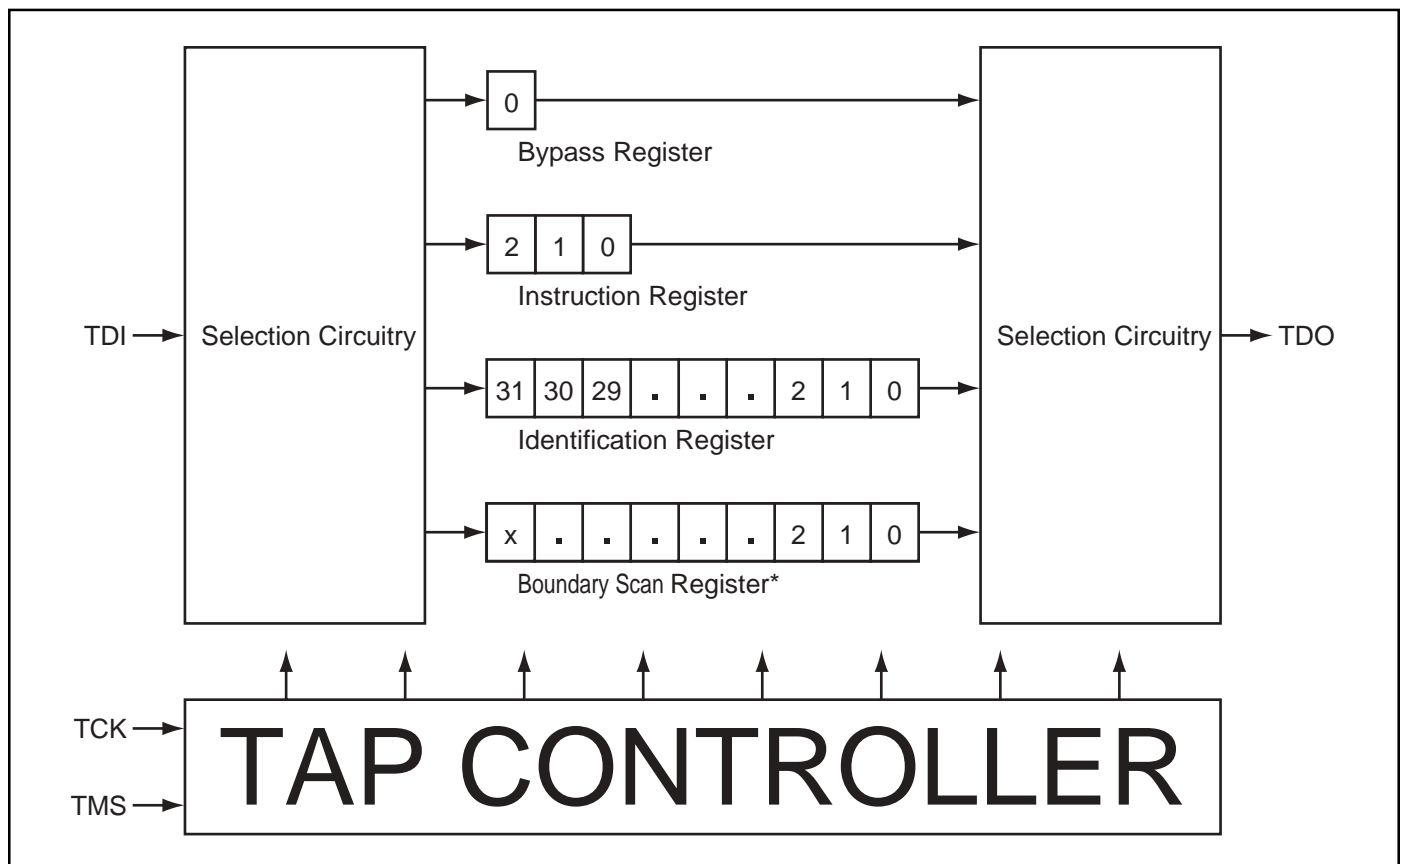 0
Bypass Register
2 1 0
Instruction Register
TDI
Selection Circuitry
Selection Circuitry
TDO
31 30 29 . . . 2 1 0
Identification Register
x . . . . . 2 1 0
Boundary Scan Register*
TCK
TMS
TAP CONTROLLER